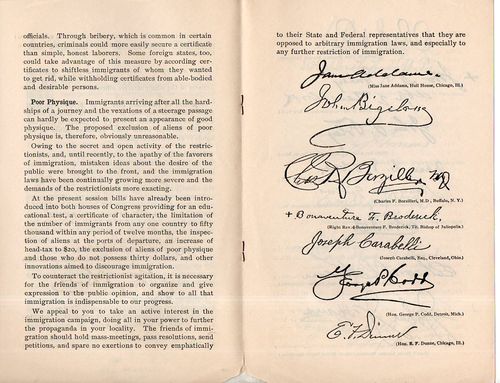 officials. Through bribery, which is common in certain
countries, criminals could more easily secure a certificate
than simple, honest laborers. Some foreign states, too,
could take advantage of this measure by according cer-
tificates to shiftless immigrants of whom they wanted
to get rid, while withholding certificates from able-bodied
and desirable persons.
Poor Physique. Immigrants arriving after all the hard-
ships of a journey and the vexations of a steerage passage
can hardly be expected to present an appearance of good
physique. The proposed exclusion of aliens of poor
physique is, therefore, obviously unreasonable.
Owing to the secret and open activity of the restric-
tionists, and, until recently, to the apathy of the favorers
of immigration, mistaken ideas about the desire of the
public were brought to the front, and the immigration
laws have been continually growing more severe and the
demands of the restrictionists more exacting.
At the present session bills have already been intro-
duced into both houses of Congress providing for an edu-
cational test, a certificate of character, the limitation of
the number of immigrants from any one country to fifty
thousand within any period of twelve months, the inspec-
tion of aliens at the ports of departure, an increase of
head-tax to $20, the exclusion of aliens of poor physique
and those who do not possess thirty dollars, and other
innovations aimed to discourage immigration.
To counteract the restrictionist agitation, it is necessary
for the friends of immigration to organize and give
expression to the public opinion, and show to all that
immigration is indispensable to our progress.
We appeal to you to take an active interest in the
immigration campaign, doing all in your power to further
the propaganda in your locality. The friends of immi-
gration should hold mass-meetings, pass resolutions, send
petitions, and spare no exertions to convey emphatically
to their State and Federal representatives that they are
opposed to arbitrary immigration laws, and especially to
any further restriction of immigration.
Jane Addams.
(Miss Jane Addams, Hull House, Chicago, Ill.)
John Bigelow
Chas R. Borzilleri MD
(Charles F. Borzilleri, M.D., Buffalo, N. Y.)
+ Bonaventure F. Broderick,
(Right Rev. Bonaventure F. Broderick, Tit. Bishop of Juliopolis.)
Joseph Carabelli
(Joseph Carabelli, Esq., Cleveland, Ohio.)
George P. Codd
(Hon. George P. Codd, Detroit, Mich.)
E. F. Dunne
(Hon. E. F. Dunne, Chicago, Ill.)